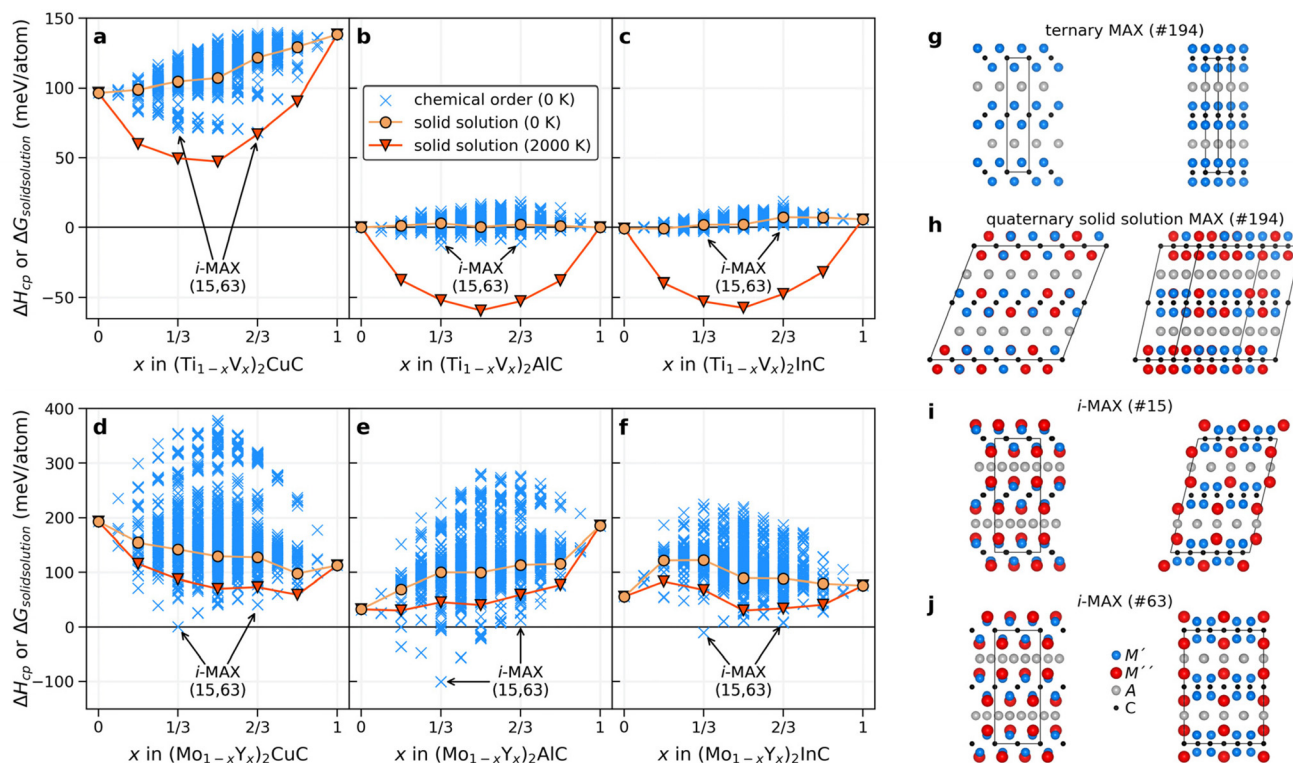 ΔH_cp or ΔG_solidsolution (meV/atom)
150
100
50
0
−50
a
b
c
chemical order (0 K)
solid solution (0 K)
solid solution (2000 K)
i-MAX
(15,63)
i-MAX
(15,63)
i-MAX
(15,63)
0 1/3 2/3 1
0 1/3 2/3 1
0 1/3 2/3 1
x in (Ti₁₋ₓVₓ)₂CuC
x in (Ti₁₋ₓVₓ)₂AlC
x in (Ti₁₋ₓVₓ)₂InC
ΔH_cp or ΔG_solidsolution (meV/atom)
400
300
200
100
0
−100
d
e
f
i-MAX
(15,63)
i-MAX
(15,63)
i-MAX
(15,63)
0 1/3 2/3 1
0 1/3 2/3 1
0 1/3 2/3 1
x in (Mo₁₋ₓYₓ)₂CuC
x in (Mo₁₋ₓYₓ)₂AlC
x in (Mo₁₋ₓYₓ)₂InC
g
ternary MAX (#194)
h
quaternary solid solution MAX (#194)
i
i-MAX (#15)
j
i-MAX (#63)
M′
M′′
A
C